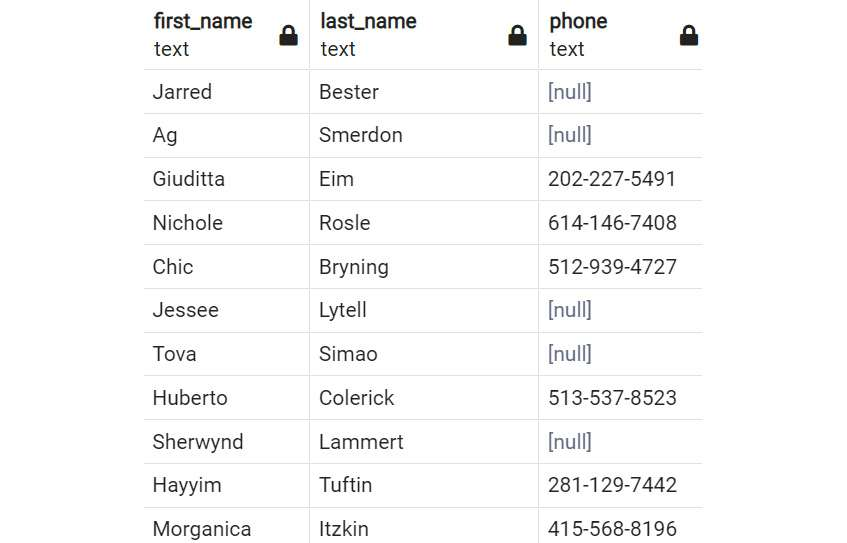 first_name last_name phone
text text text
Jarred Bester [null]
Ag Smerdon [null]
Giuditta Eim 202-227-5491
Nichole Rosle 614-146-7408
Chic Bryning 512-939-4727
Jessee Lytell [null]
Tova Simao [null]
Huberto Colerick 513-537-8523
Sherwynd Lammert [null]
Hayyim Tuftin 281-129-7442
Morganica Itzkin 415-568-8196